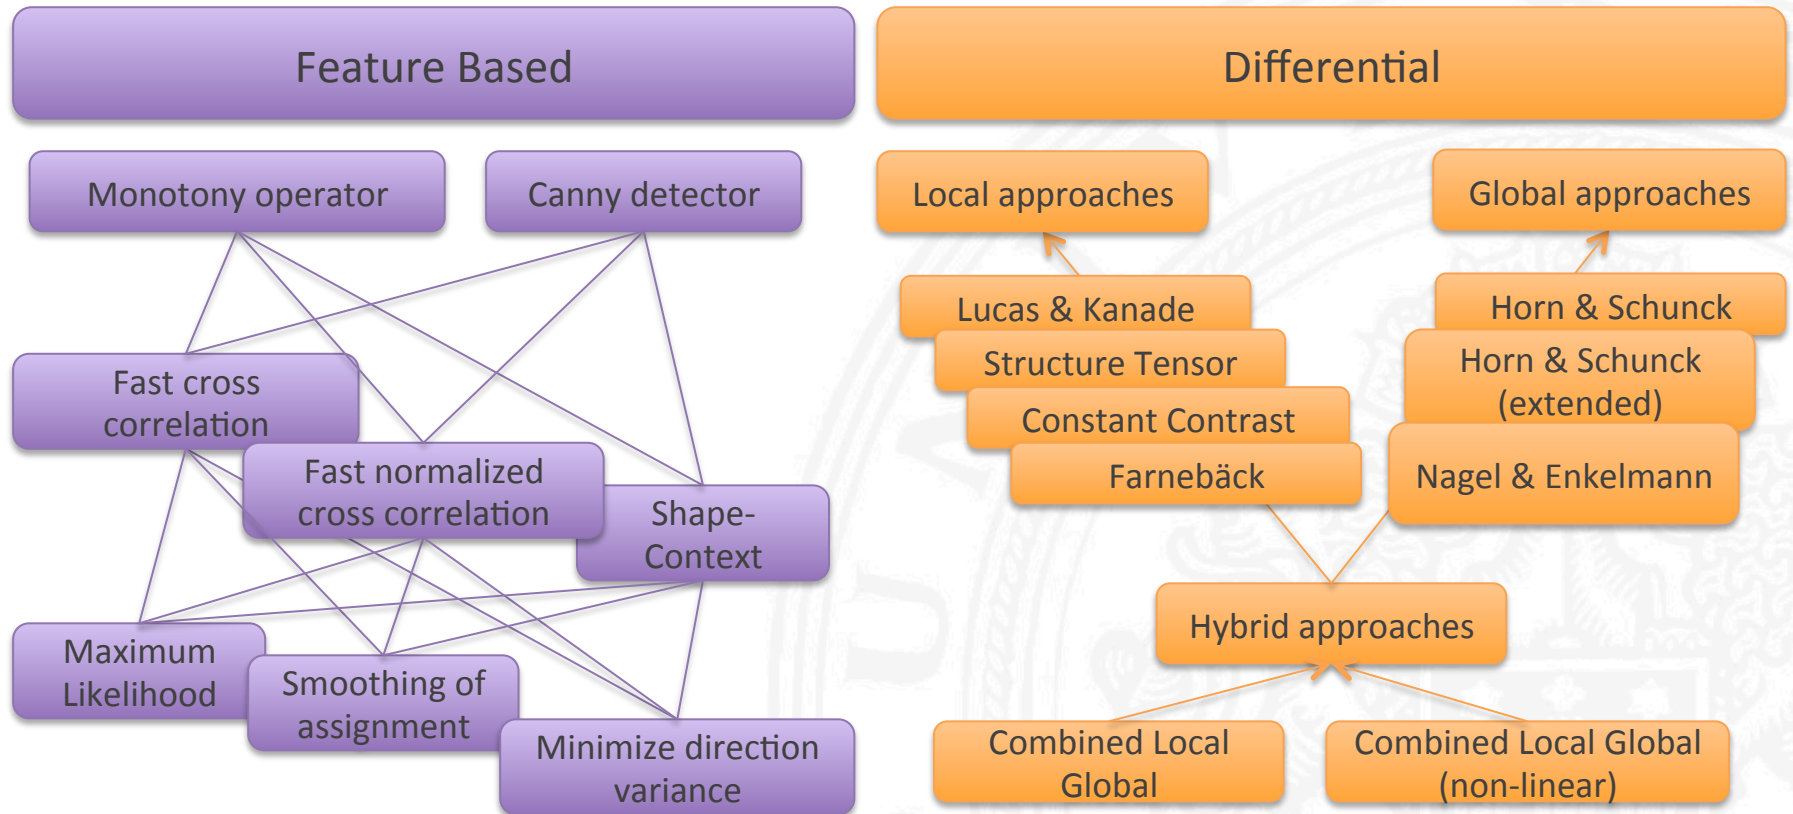 Feature Based
Differential
Monotony operator
Canny detector
Local approaches
Global approaches
Fast cross
correlation
Fast normalized
cross correlation
Shape-
Context
Lucas & Kanade
Structure Tensor
Constant Contrast
Farnebäck
Horn & Schunck
Horn & Schunck
(extended)
Nagel & Enkelmann
Maximum
Likelihood
Smoothing of
assignment
Minimize direction
variance
Hybrid approaches
Combined Local
Global
Combined Local Global
(non-linear)